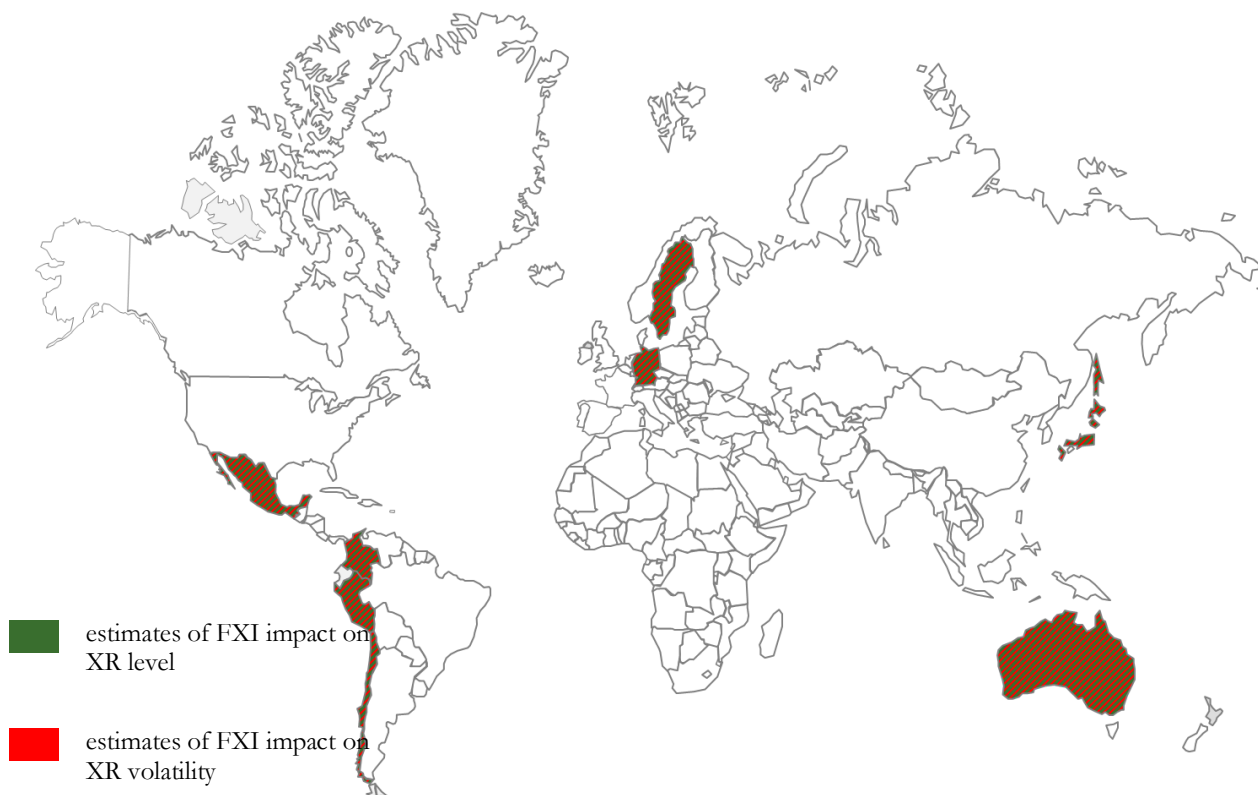 estimates of FXI impact on
XR level
estimates of FXI impact on
XR volatility